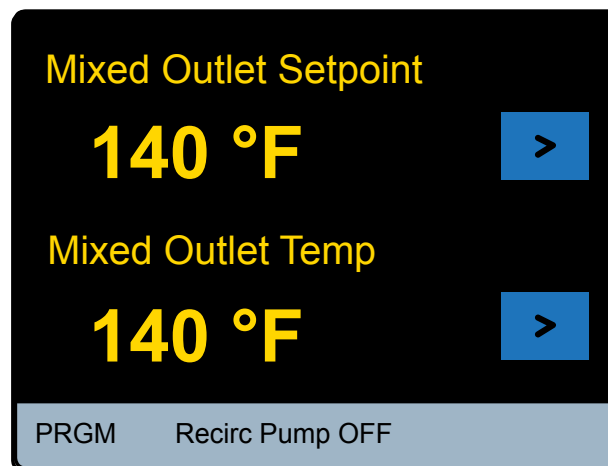 Mixed Outlet Setpoint
140 °F >
Mixed Outlet Temp
140 °F >
PRGM Recirc Pump OFF